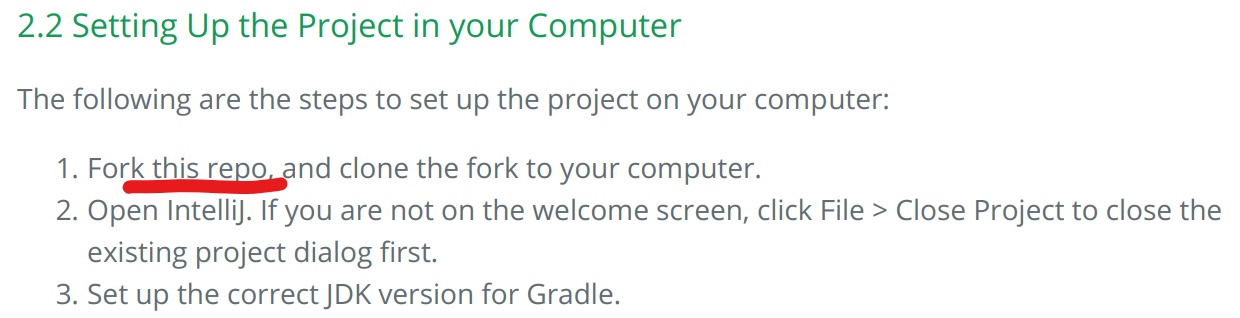 2.2 Setting Up the Project in your Computer
The following are the steps to set up the project on your computer:
1. Fork this repo, and clone the fork to your computer.
2. Open IntelliJ. If you are not on the welcome screen, click File > Close Project to close the
existing project dialog first.
3. Set up the correct JDK version for Gradle.